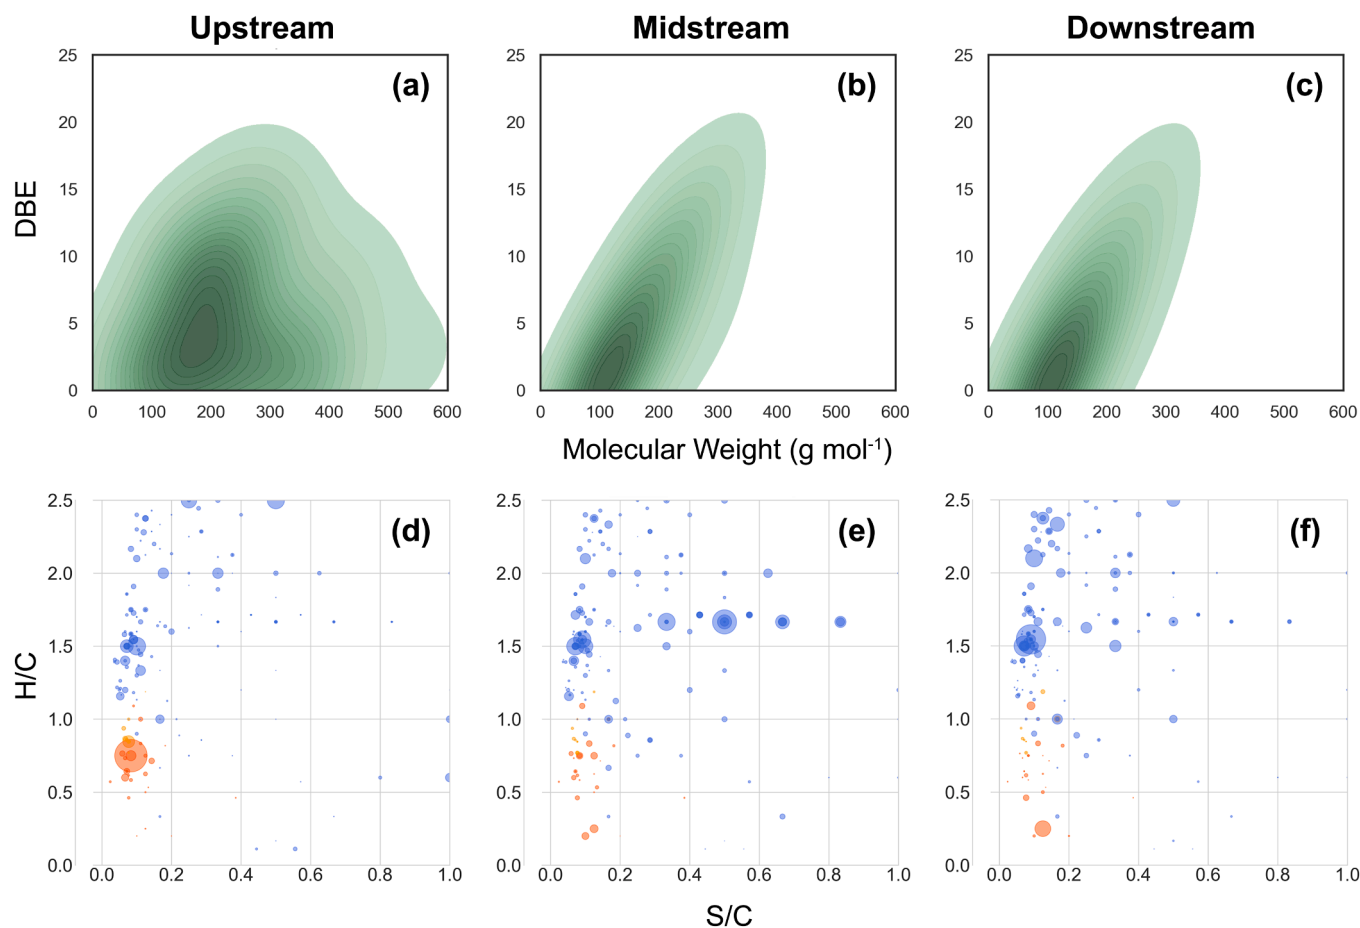 Upstream Midstream Downstream
25 25 25
(a) (b) (c)
20 20 20
15 15 15
DBE
10 10 10
5 5 5
0 0 0
0 100 200 300 400 500 600 0 100 200 300 400 500 600 0 100 200 300 400 500 600
Molecular Weight (g mol⁻¹)
2.5 2.5 2.5
(d) (e) (f)
2.0 2.0 2.0
1.5 1.5 1.5
H/C
1.0 1.0 1.0
0.5 0.5 0.5
0.0 0.0 0.0
0.0 0.2 0.4 0.6 0.8 1.0 0.0 0.2 0.4 0.6 0.8 1.0 0.0 0.2 0.4 0.6 0.8 1.0
S/C